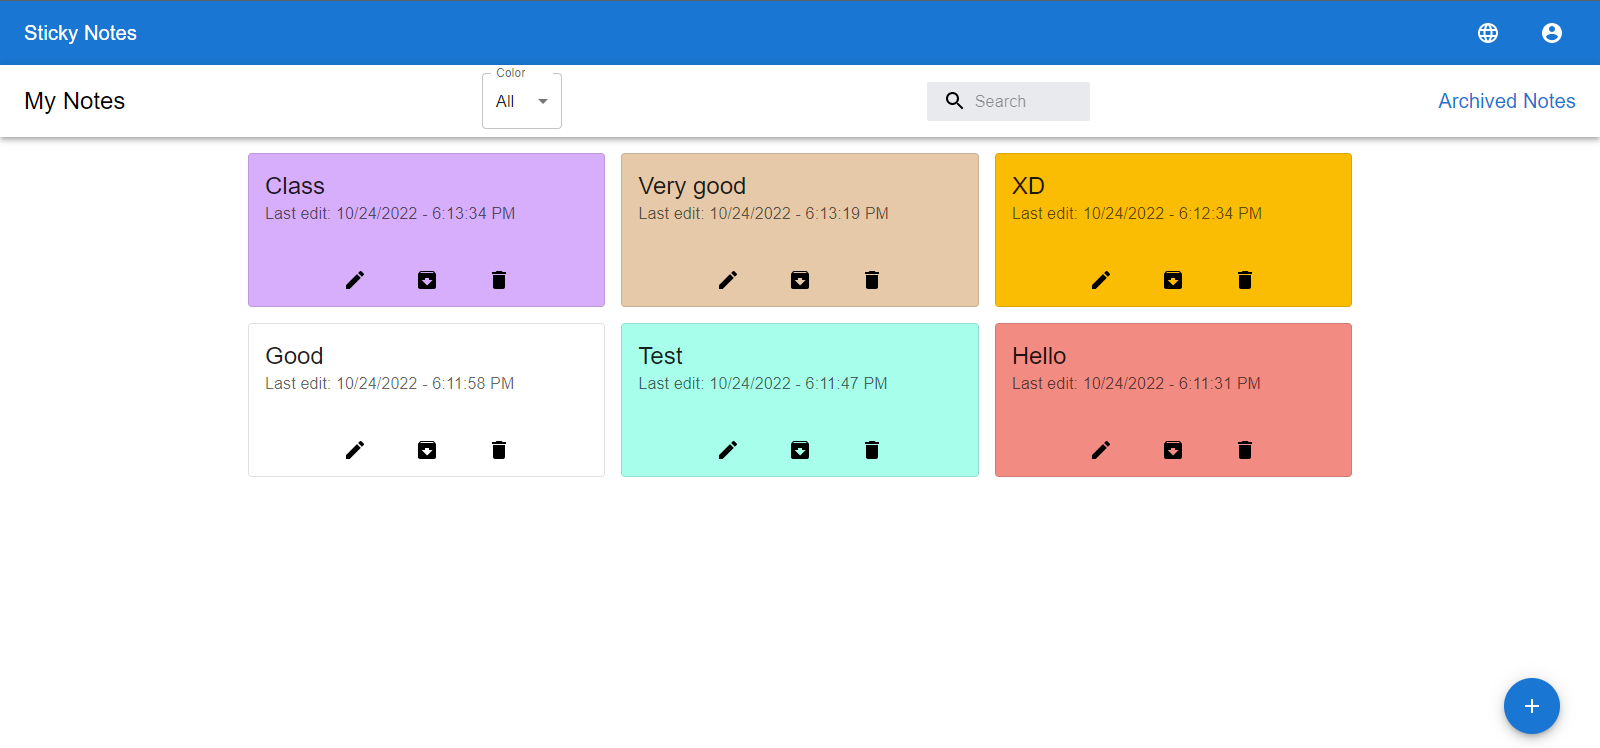 Sticky Notes
My Notes
Color
All
Search
Archived Notes
Class
Last edit: 10/24/2022 - 6:13:34 PM
Very good
Last edit: 10/24/2022 - 6:13:19 PM
XD
Last edit: 10/24/2022 - 6:12:34 PM
Good
Last edit: 10/24/2022 - 6:11:58 PM
Test
Last edit: 10/24/2022 - 6:11:47 PM
Hello
Last edit: 10/24/2022 - 6:11:31 PM